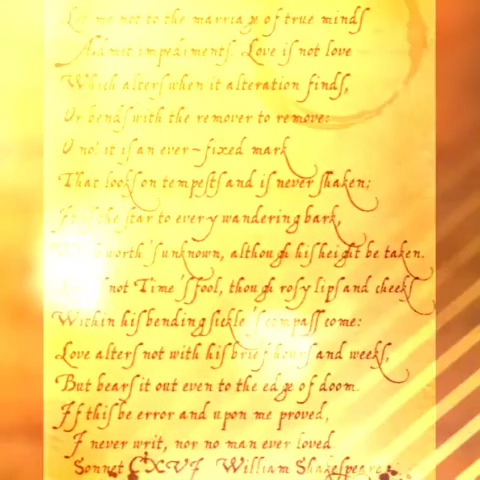 Let me not to the marriage of true minds
Admit impediments. Love is not love
Which alters when it alteration finds,
Or bends with the remover to remove:
O no! it is an ever-fixed mark
That looks on tempests and is never shaken;
It is the star to every wandering bark,
worth's unknown, although his height be taken.
not Time's fool, though rosy lips and cheeks
Within his bending sickle's compass come:
Love alters not with his brief hours and weeks,
But bears it out even to the edge of doom.
If this be error and upon me proved,
I never writ, nor no man ever loved
Sonnet CXVI William Shakespeare